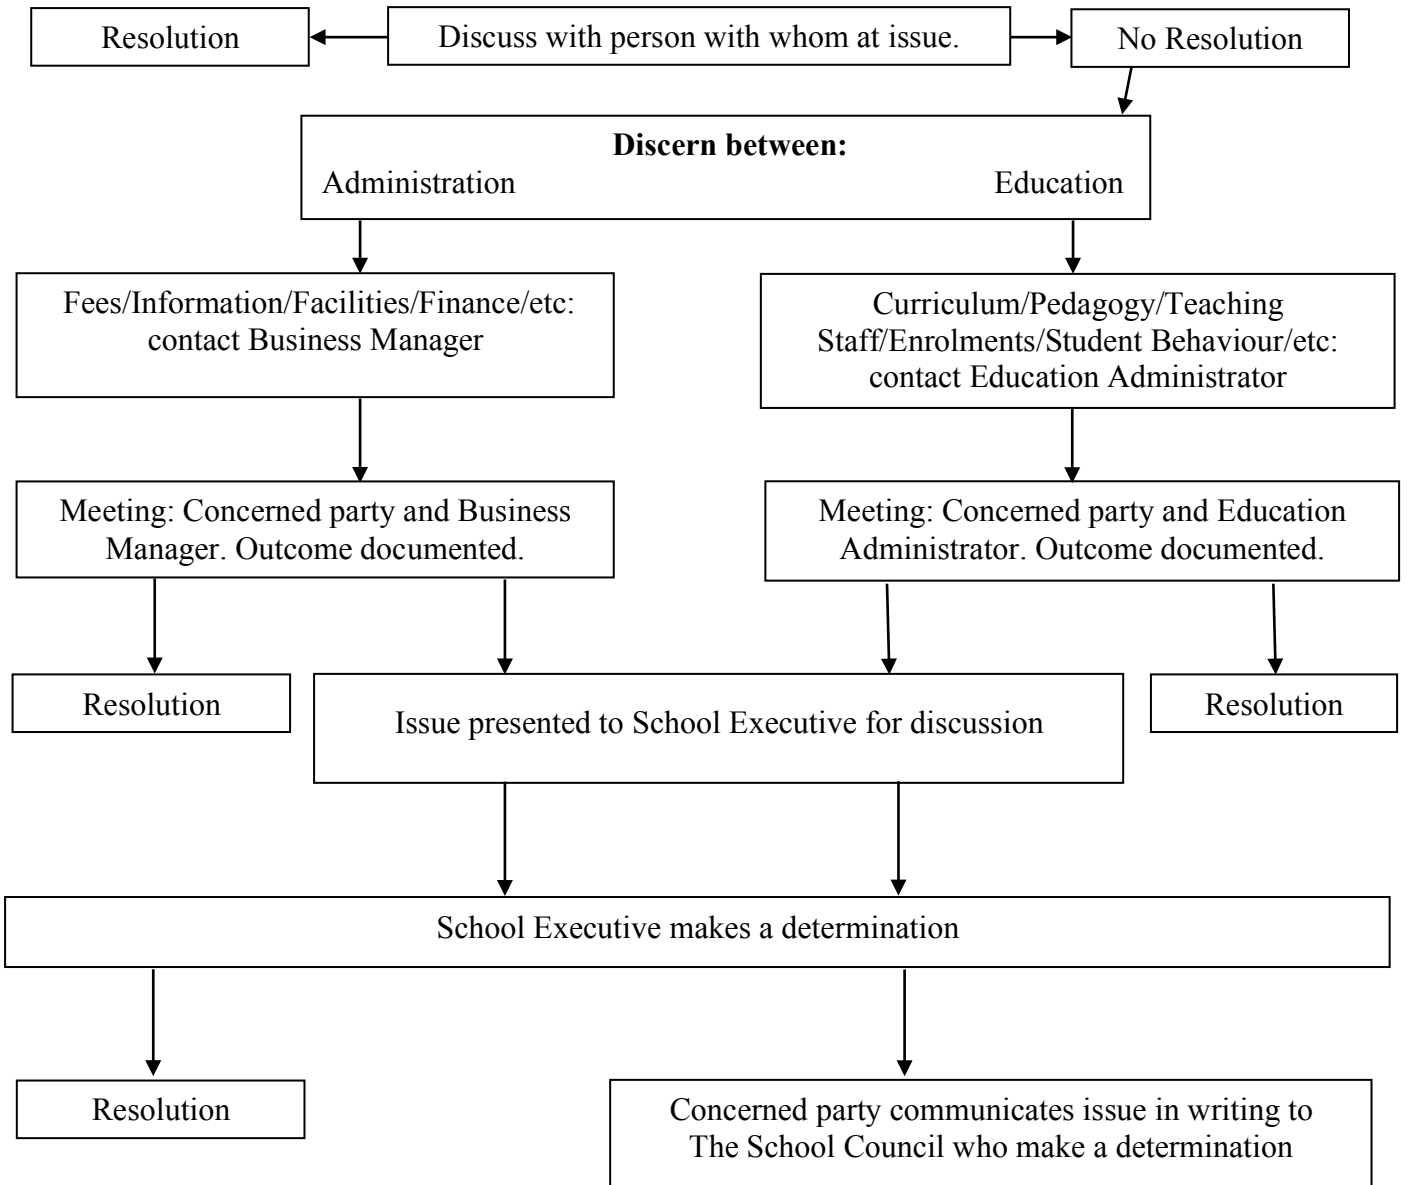 Resolution
Discuss with person with whom at issue.
No Resolution
Discern between:
Administration
Education
Fees/Information/Facilities/Finance/etc:
contact Business Manager
Curriculum/Pedagogy/Teaching
Staff/Enrolments/Student Behaviour/etc:
contact Education Administrator
Meeting: Concerned party and Business
Manager. Outcome documented.
Meeting: Concerned party and Education
Administrator. Outcome documented.
Resolution
Issue presented to School Executive for discussion
Resolution
School Executive makes a determination
Resolution
Concerned party communicates issue in writing to
The School Council who make a determination